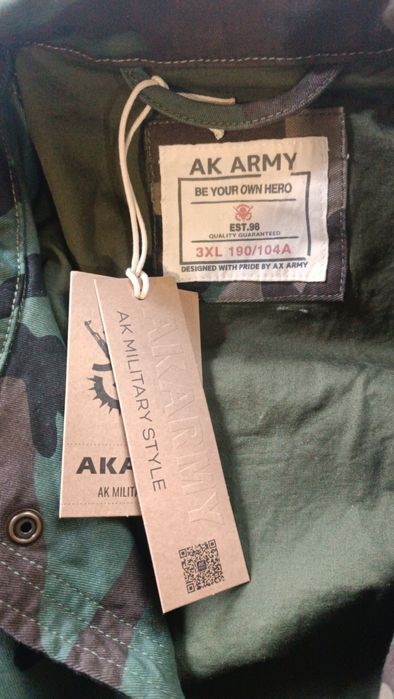 AK ARMY
BE YOUR OWN HERO
EST.98
QUALITY GUARANTEED
3XL 190/104A
DESIGNED WITH PRIDE BY AX ARMY
AKARMY
AK MILITARY STYLE
AKA
AK MILIT